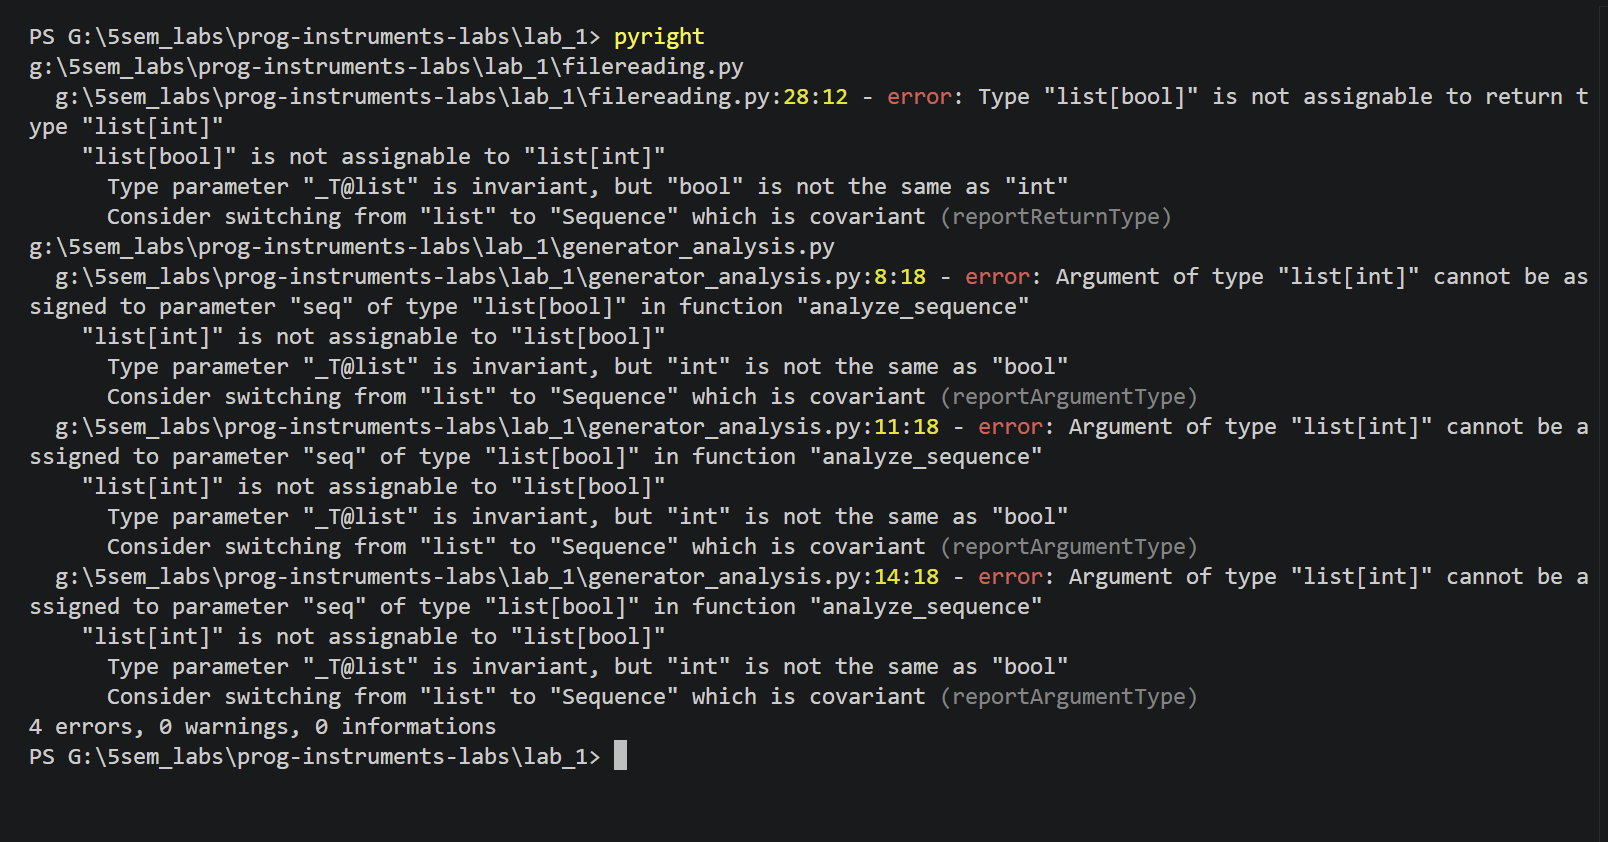 PS G:\5sem_labs\prog-instruments-labs\lab_1> pyright
g:\5sem_labs\prog-instruments-labs\lab_1\filereading.py
  g:\5sem_labs\prog-instruments-labs\lab_1\filereading.py:28:12 - error: Type "list[bool]" is not assignable to return t
ype "list[int]"
    "list[bool]" is not assignable to "list[int]"
      Type parameter "_T@list" is invariant, but "bool" is not the same as "int"
      Consider switching from "list" to "Sequence" which is covariant (reportReturnType)
g:\5sem_labs\prog-instruments-labs\lab_1\generator_analysis.py
  g:\5sem_labs\prog-instruments-labs\lab_1\generator_analysis.py:8:18 - error: Argument of type "list[int]" cannot be as
signed to parameter "seq" of type "list[bool]" in function "analyze_sequence"
    "list[int]" is not assignable to "list[bool]"
      Type parameter "_T@list" is invariant, but "int" is not the same as "bool"
      Consider switching from "list" to "Sequence" which is covariant (reportArgumentType)
  g:\5sem_labs\prog-instruments-labs\lab_1\generator_analysis.py:11:18 - error: Argument of type "list[int]" cannot be a
ssigned to parameter "seq" of type "list[bool]" in function "analyze_sequence"
    "list[int]" is not assignable to "list[bool]"
      Type parameter "_T@list" is invariant, but "int" is not the same as "bool"
      Consider switching from "list" to "Sequence" which is covariant (reportArgumentType)
  g:\5sem_labs\prog-instruments-labs\lab_1\generator_analysis.py:14:18 - error: Argument of type "list[int]" cannot be a
ssigned to parameter "seq" of type "list[bool]" in function "analyze_sequence"
    "list[int]" is not assignable to "list[bool]"
      Type parameter "_T@list" is invariant, but "int" is not the same as "bool"
      Consider switching from "list" to "Sequence" which is covariant (reportArgumentType)
4 errors, 0 warnings, 0 informations
PS G:\5sem_labs\prog-instruments-labs\lab_1>